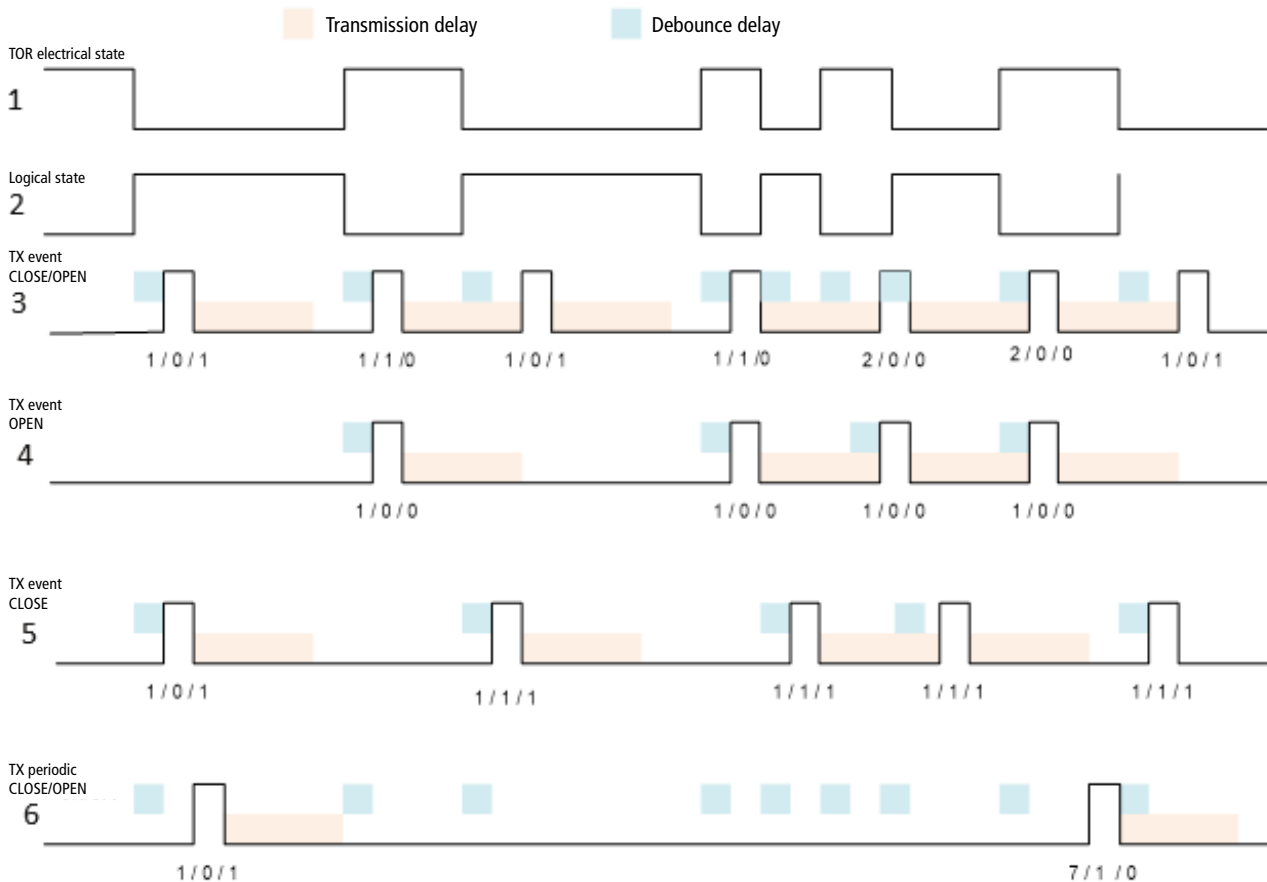 Transmission delay
Debounce delay
TOR electrical state
1
Logical state
2
TX event
CLOSE/OPEN
3
1 / 0 / 1
1 / 1 /0
1 / 0 / 1
1 / 1 /0
2 / 0 / 0
2 / 0 / 0
1 / 0 / 1
TX event
OPEN
4
1 / 0 / 0
1 / 0 / 0
1 / 0 / 0
1 / 0 / 0
TX event
CLOSE
5
1 / 0 / 1
1 / 1 / 1
1 / 1 / 1
1 / 1 / 1
1 / 1 / 1
TX periodic
CLOSE/OPEN
6
1 / 0 / 1
7 / 1 / 0